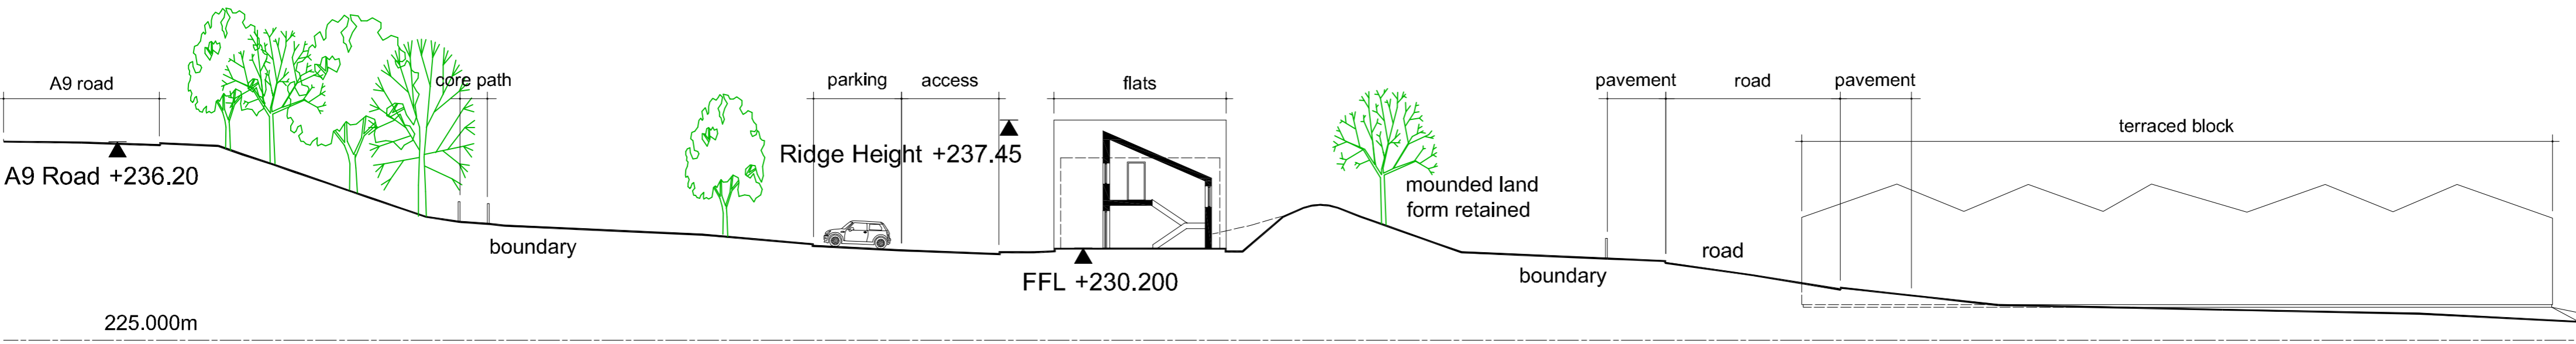 A9 road
core path
parking
access
flats
pavement
road
pavement
terraced block
Ridge Height +237.45
A9 Road +236.20
mounded land
form retained
boundary
road
boundary
FFL +230.200
225.000m